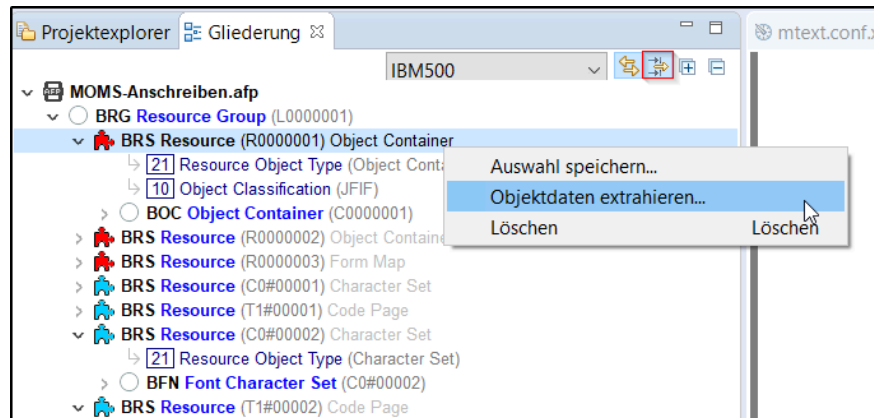 Projektexplorer Gliederung mtext.conf.x
IBM500
MOMS-Anschreiben.afp
BRG Resource Group (L0000001)
BRS Resource (R0000001) Object Container
21 Resource Object Type (Object Conta
Auswahl speichern...
10 Object Classification (JFIF)
Objektdaten extrahieren...
BOC Object Container (C0000001)
Löschen Löschen
BRS Resource (R0000002) Object Containe
BRS Resource (R0000003) Form Map
BRS Resource (C0#00001) Character Set
BRS Resource (T1#00001) Code Page
BRS Resource (C0#00002) Character Set
21 Resource Object Type (Character Set)
BFN Font Character Set (C0#00002)
BRS Resource (T1#00002) Code Page